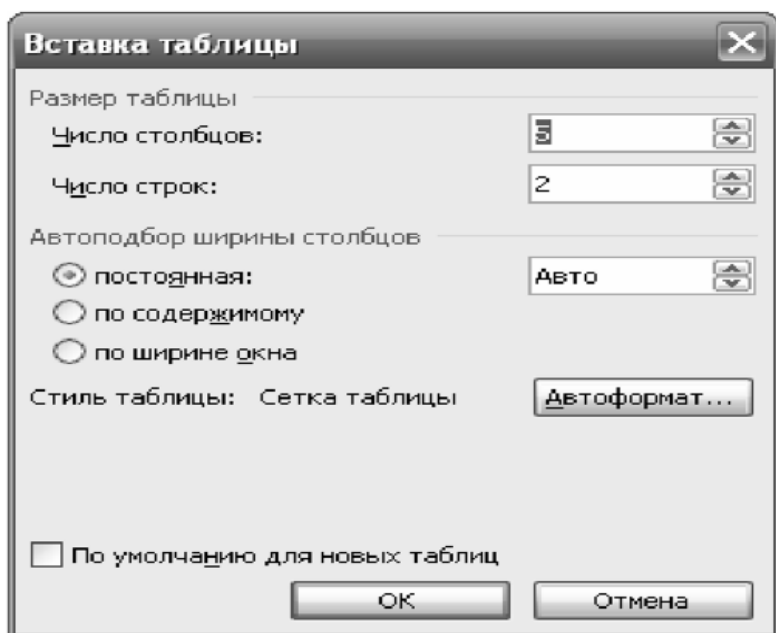 Вставка таблицы
Размер таблицы
Число столбцов: 5
Число строк: 2
Автоподбор ширины столбцов
постоянная: Авто
по содержимому
по ширине окна
Стиль таблицы: Сетка таблицы Автоформат...
По умолчанию для новых таблиц
ОК Отмена